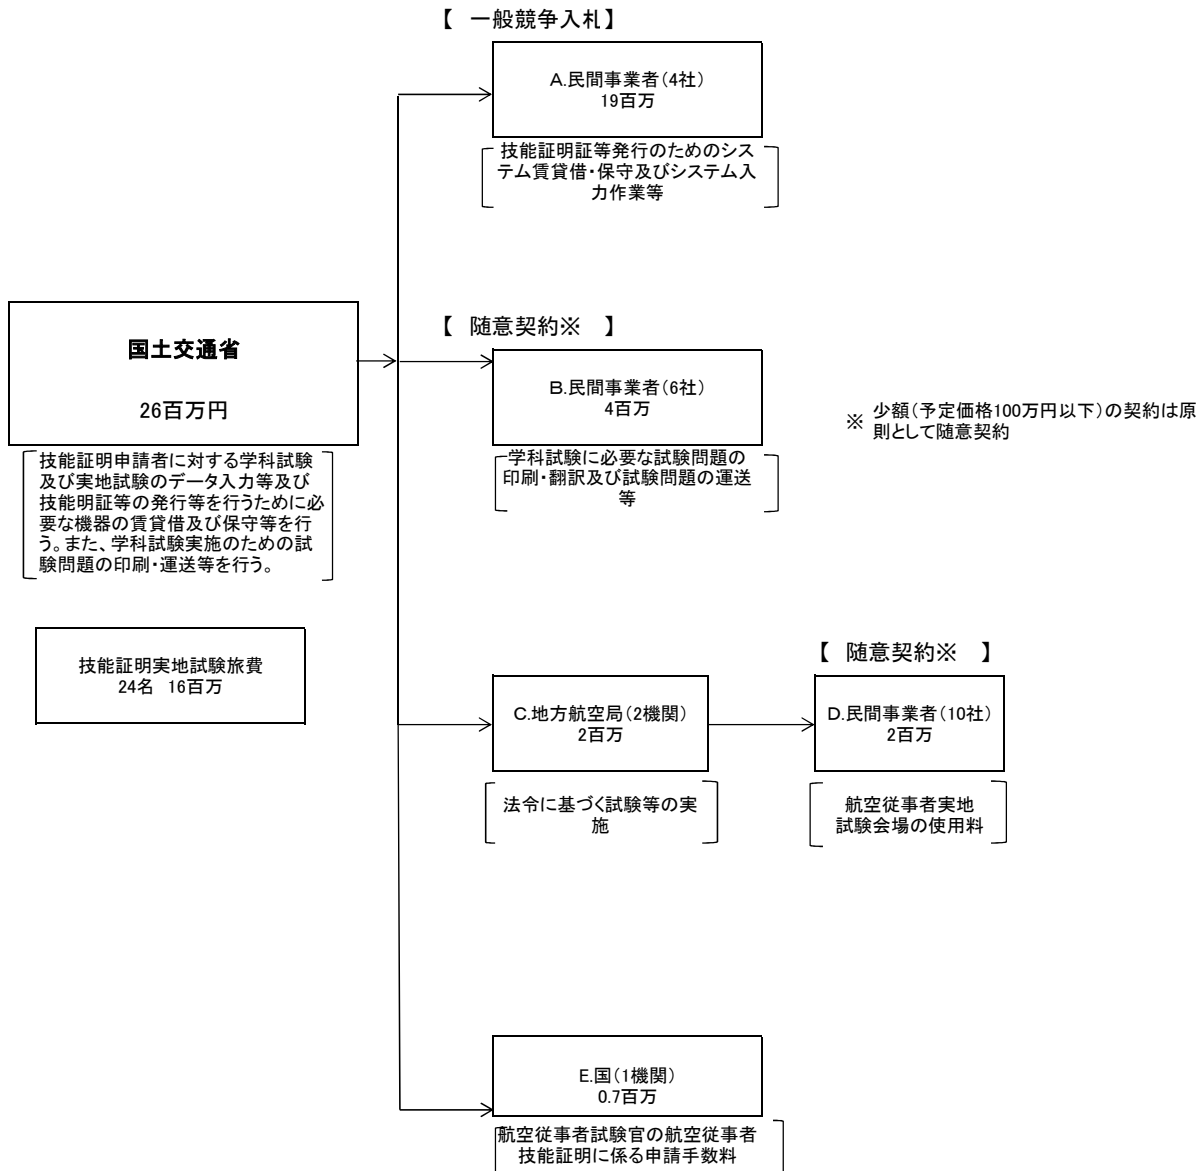 【 一般競争入札】
A.民間事業者(4社)
19百万
技能証明証等発行のためのシス
テム賃貸借・保守及びシステム入
力作業等
国土交通省
26百万円
技能証明申請者に対する学科試験
及び実地試験のデータ入力等及び
技能明証等の発行等を行うために必
要な機器の賃貸借及び保守等を行
う。また、学科試験実施のための試
験問題の印刷・運送等を行う。
技能証明実地試験旅費
24名 16百万
【 随意契約※ 】
B.民間事業者(6社)
4百万
学科試験に必要な試験問題の
印刷・翻訳及び試験問題の運送
等
※ 少額(予定価格100万円以下)の契約は原
則として随意契約
C.地方航空局(2機関)
2百万
法令に基づく試験等の実
施
【 随意契約※ 】
D.民間事業者(10社)
2百万
航空従事者実地
試験会場の使用料
E.国(1機関)
0.7百万
航空従事者試験官の航空従事者
技能証明に係る申請手数料